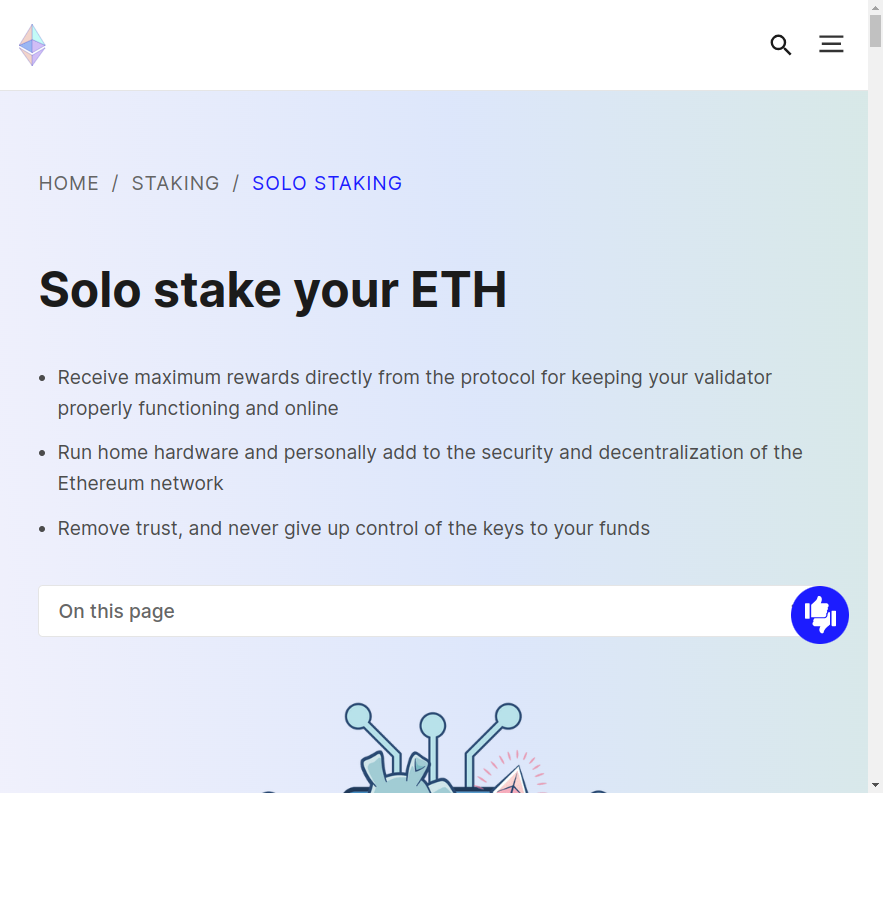 HOME / STAKING / SOLO STAKING
Solo stake your ETH
• Receive maximum rewards directly from the protocol for keeping your validator
properly functioning and online
• Run home hardware and personally add to the security and decentralization of the
Ethereum network
• Remove trust, and never give up control of the keys to your funds
On this page